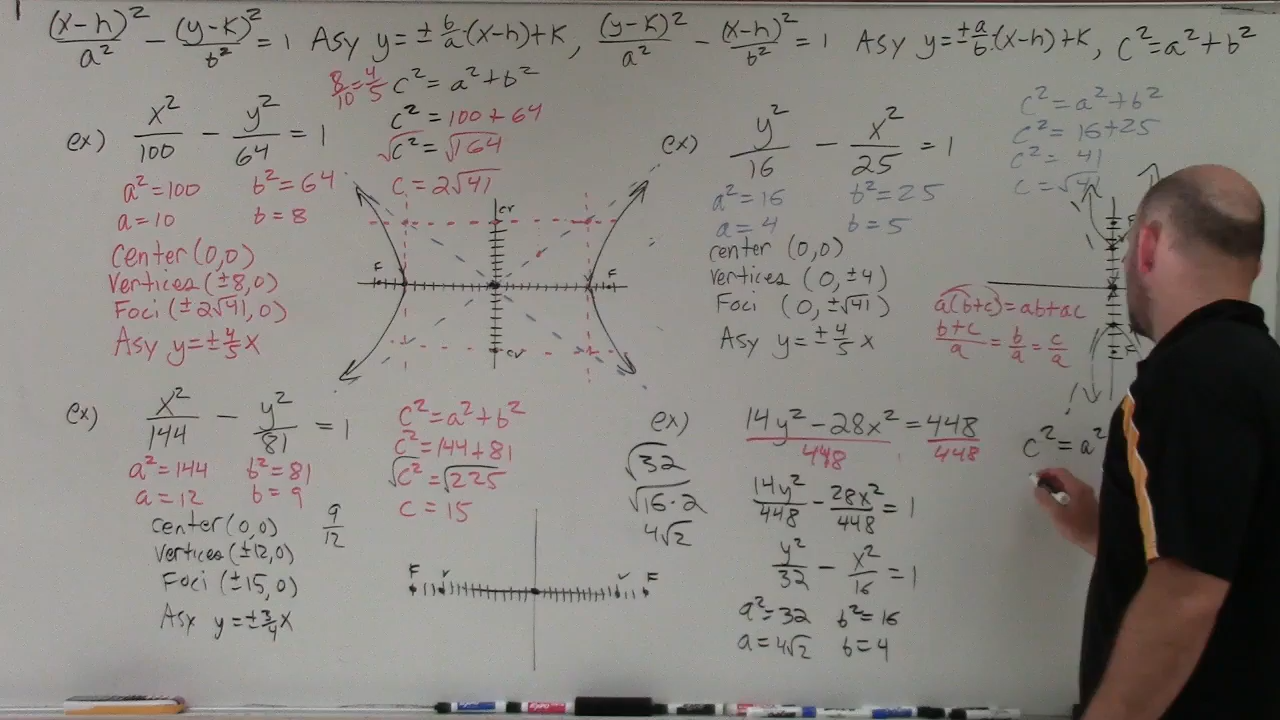 (x-h)²/a² - (y-k)²/b² = 1 Asy y=± b/a·(x-h)+k, (y-k)²/a² - (x-h)²/b² = 1 Asy y=± a/b·(x-h)+k, c²=a²+b²
ex) x²/100 - y²/64 = 1
a²=100 b²=64
a=10 b=8
center (0,0)
Vertices (±8,0)
Foci (±2√41, 0)
Asy y=±4/5 x
8/10=4/5
c²=a²+b²
c²=100+64
√c²=√164
c=2√41
CV
F
F
CV
ex) y²/16 - x²/25 = 1
a²=16 b²=25
a=4 b=5
center (0,0)
vertices (0,±4)
Foci (0,±√41)
Asy y=±4/5 x
c²=a²+b²
c²=16+25
c²=41
c=√41
F
F
a(b+c)=ab+ac
b+c/a = b/a = c/a
ex) x²/144 - y²/81 = 1
a²=144 b²=81
a=12 b=9
center (0,0)
vertices (±12,0)
Foci (±15,0)
Asy y=±3/4 x
9/12
c²=a²+b²
c²=144+81
√c²=√225
c=15
F V V F
ex) 14y²-28x²=448
448 448
√32
√16·2
4√2
14y²/448 - 28x²/448 = 1
y²/32 - x²/16 = 1
a²=32 b²=16
a=4√2 b=4
c²=a²